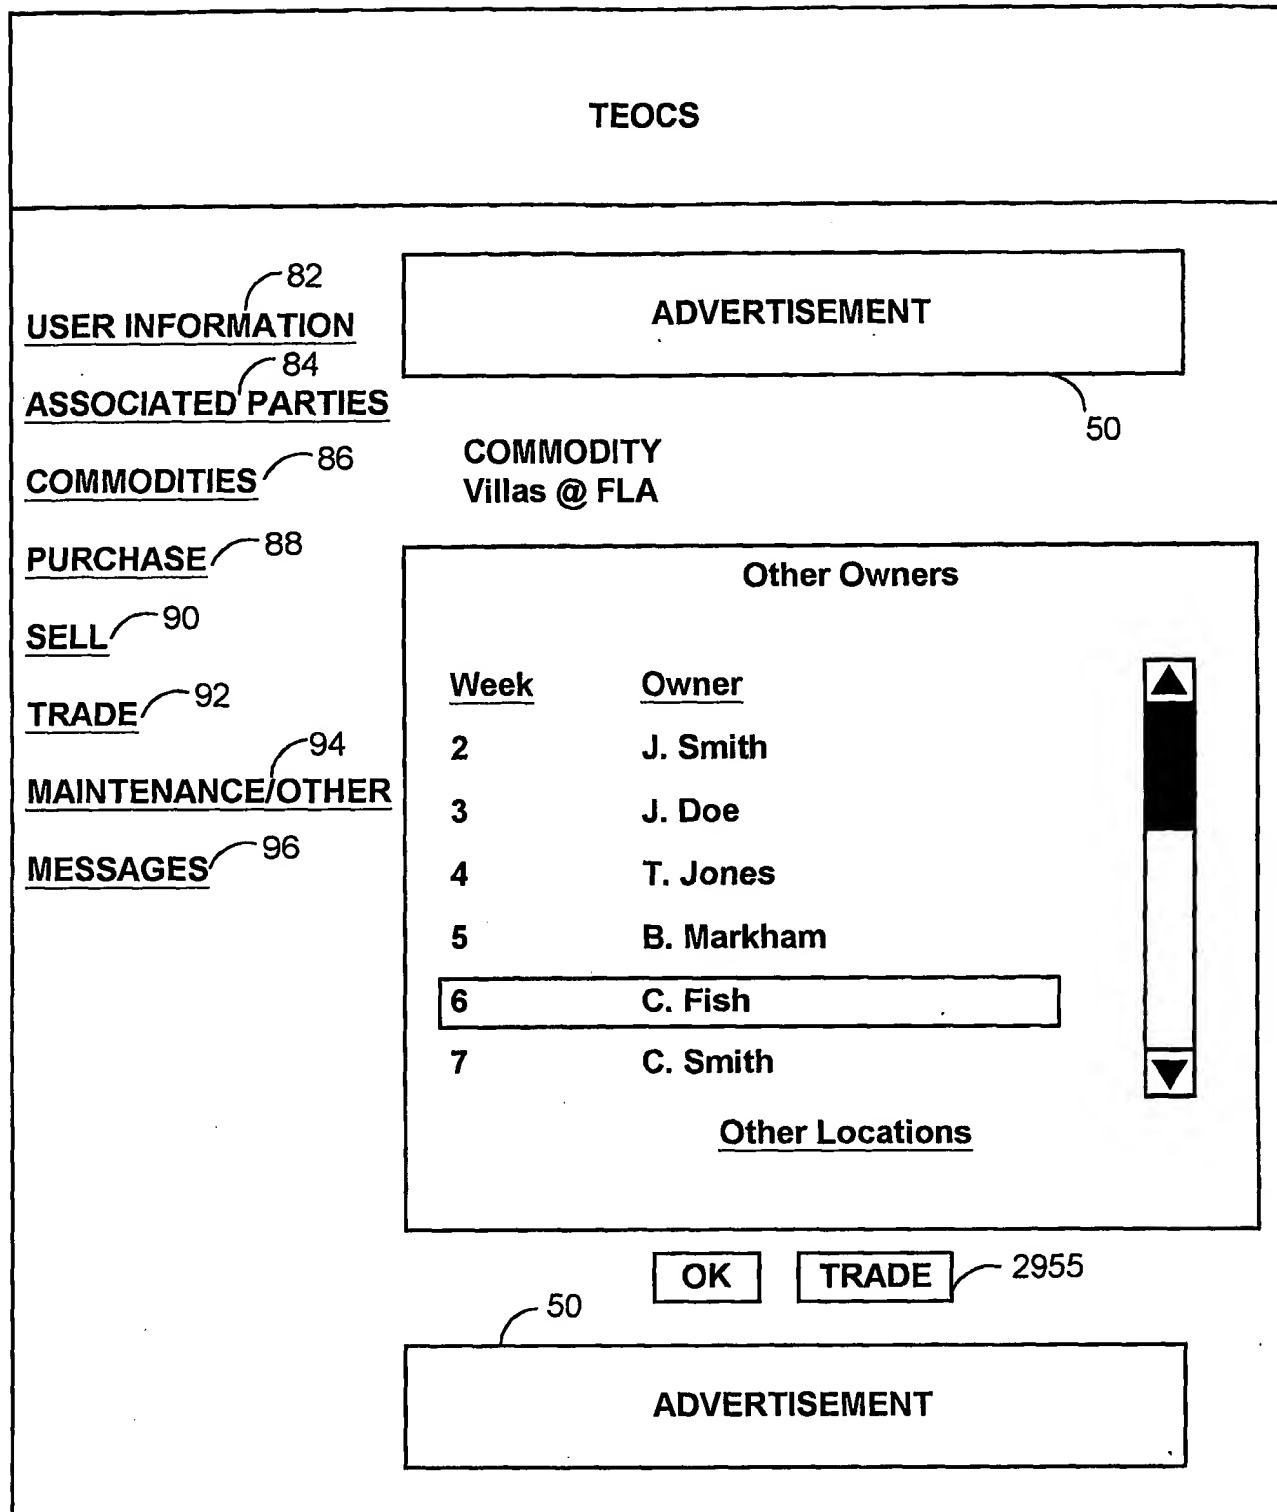 TEOCS
82
USER INFORMATION
84
ASSOCIATED PARTIES
86
COMMODITIES
88
PURCHASE
90
SELL
92
TRADE
94
MAINTENANCE/OTHER
96
MESSAGES
ADVERTISEMENT
50
COMMODITY
Villas @ FLA
Other Owners
Week Owner
2 J. Smith
3 J. Doe
4 T. Jones
5 B. Markham
6 C. Fish
7 C. Smith
Other Locations
OK TRADE 2955
50
ADVERTISEMENT